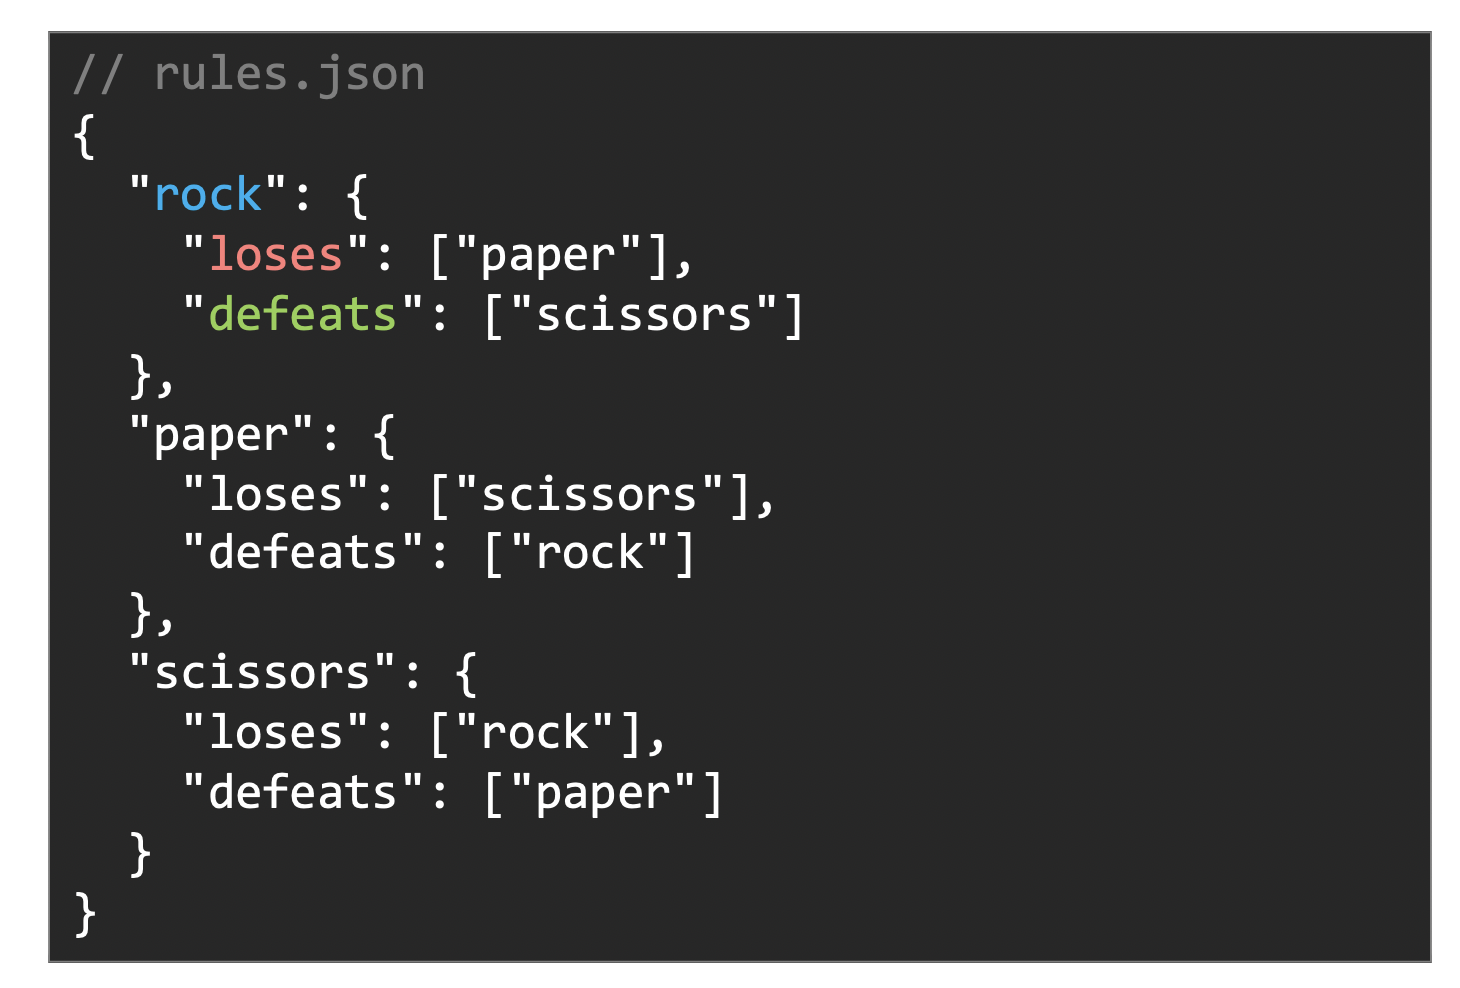 // rules.json
{
  "rock": {
    "loses": ["paper"],
    "defeats": ["scissors"]
  },
  "paper": {
    "loses": ["scissors"],
    "defeats": ["rock"]
  },
  "scissors": {
    "loses": ["rock"],
    "defeats": ["paper"]
  }
}